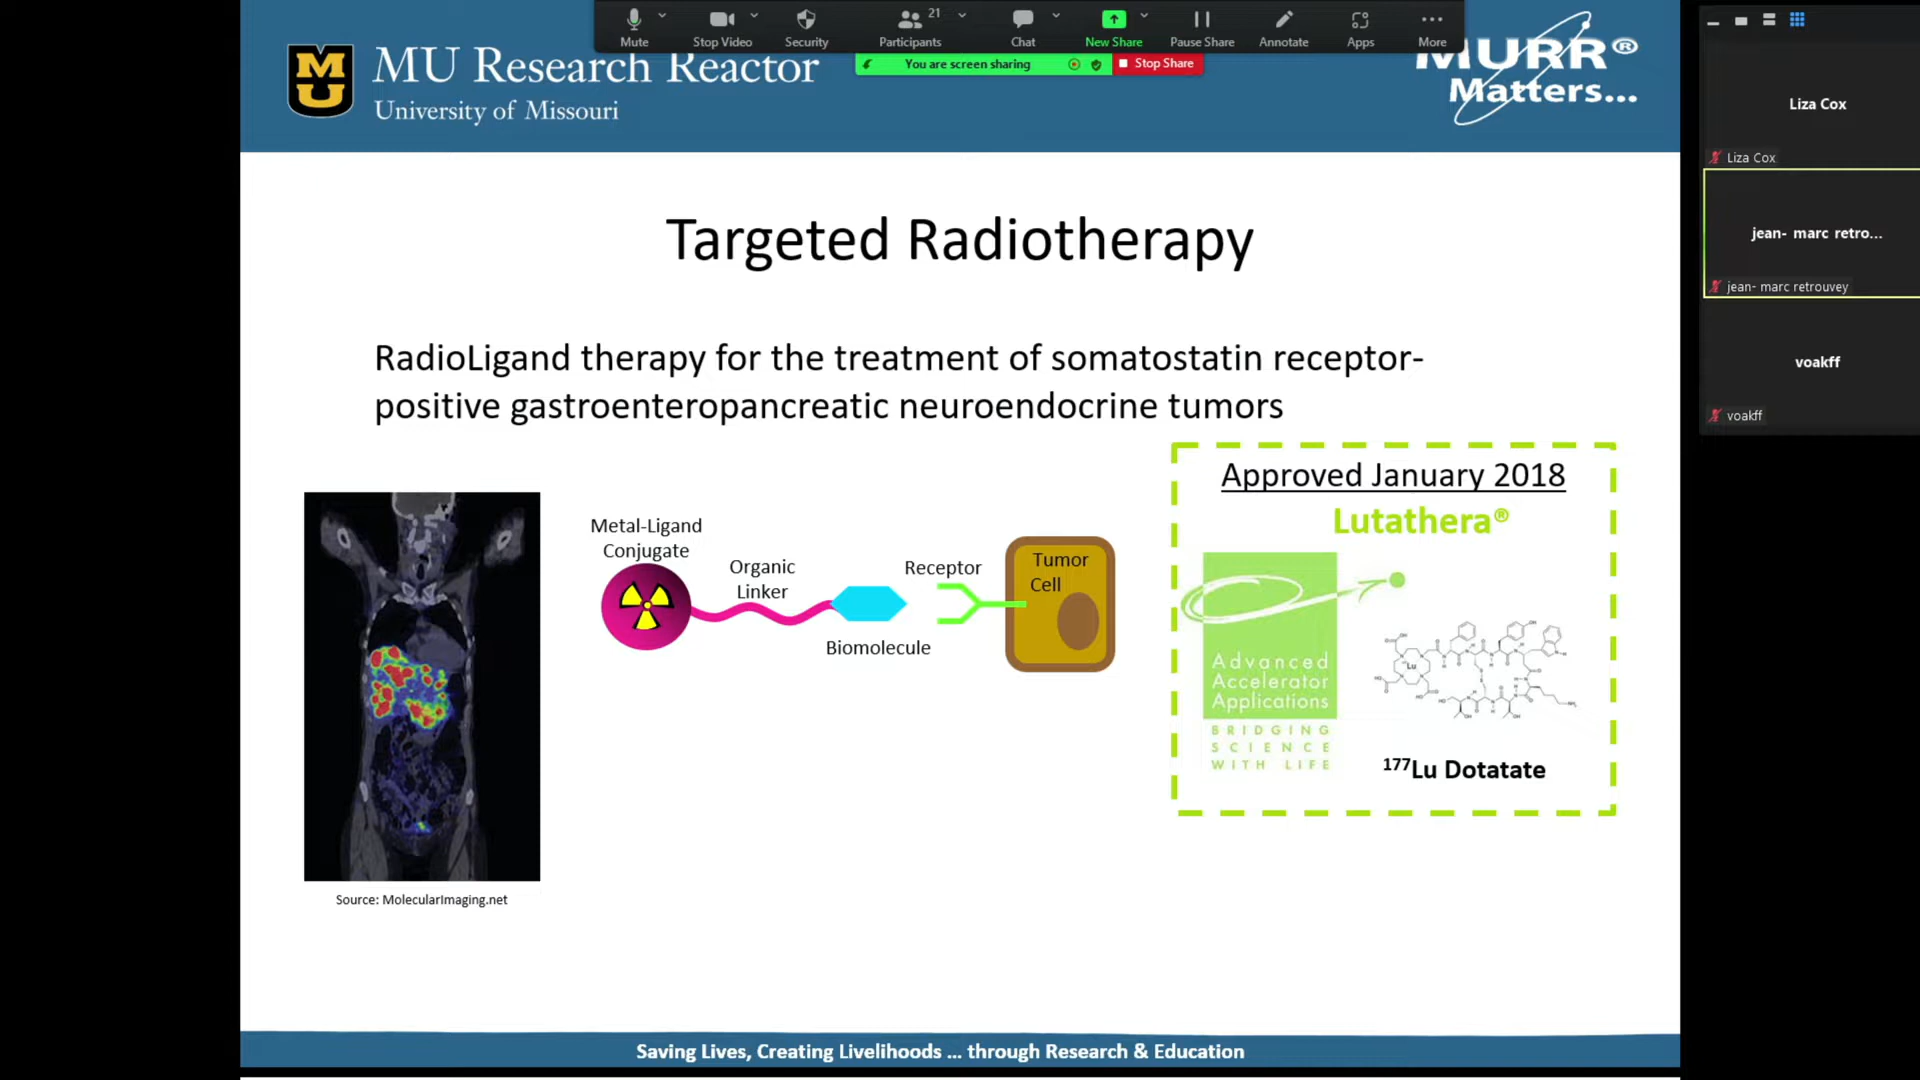 Mute
Stop Video
Security
Participants
21
Chat
New Share
Pause Share
Annotate
Apps
More
You are screen sharing
Stop Share
MU Research Reactor
University of Missouri
MURR®
Matters...
Liza Cox
Liza Cox
jean- marc retro...
jean- marc retrouvey
voakff
voakff
Targeted Radiotherapy
RadioLigand therapy for the treatment of somatostatin receptor-
positive gastroenteropancreatic neuroendocrine tumors
Metal-Ligand
Conjugate
Organic
Linker
Biomolecule
Receptor
Tumor
Cell
Approved January 2018
Lutathera®
Advanced
Accelerator
Applications
BRIDGING
SCIENCE
WITH LIFE
¹⁷⁷Lu Dotatate
Source: MolecularImaging.net
Saving Lives, Creating Livelihoods ... through Research & Education